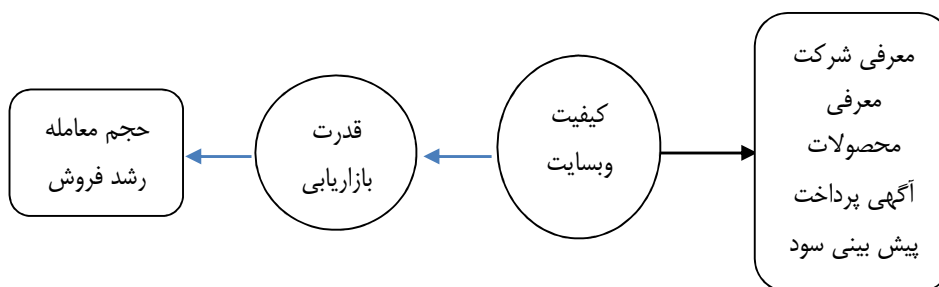 معرفی شرکت
معرفی
محصولات
آگهی پرداخت
پیش بینی سود
کیفیت
وبسایت
قدرت
بازاریابی
حجم معامله
رشد فروش